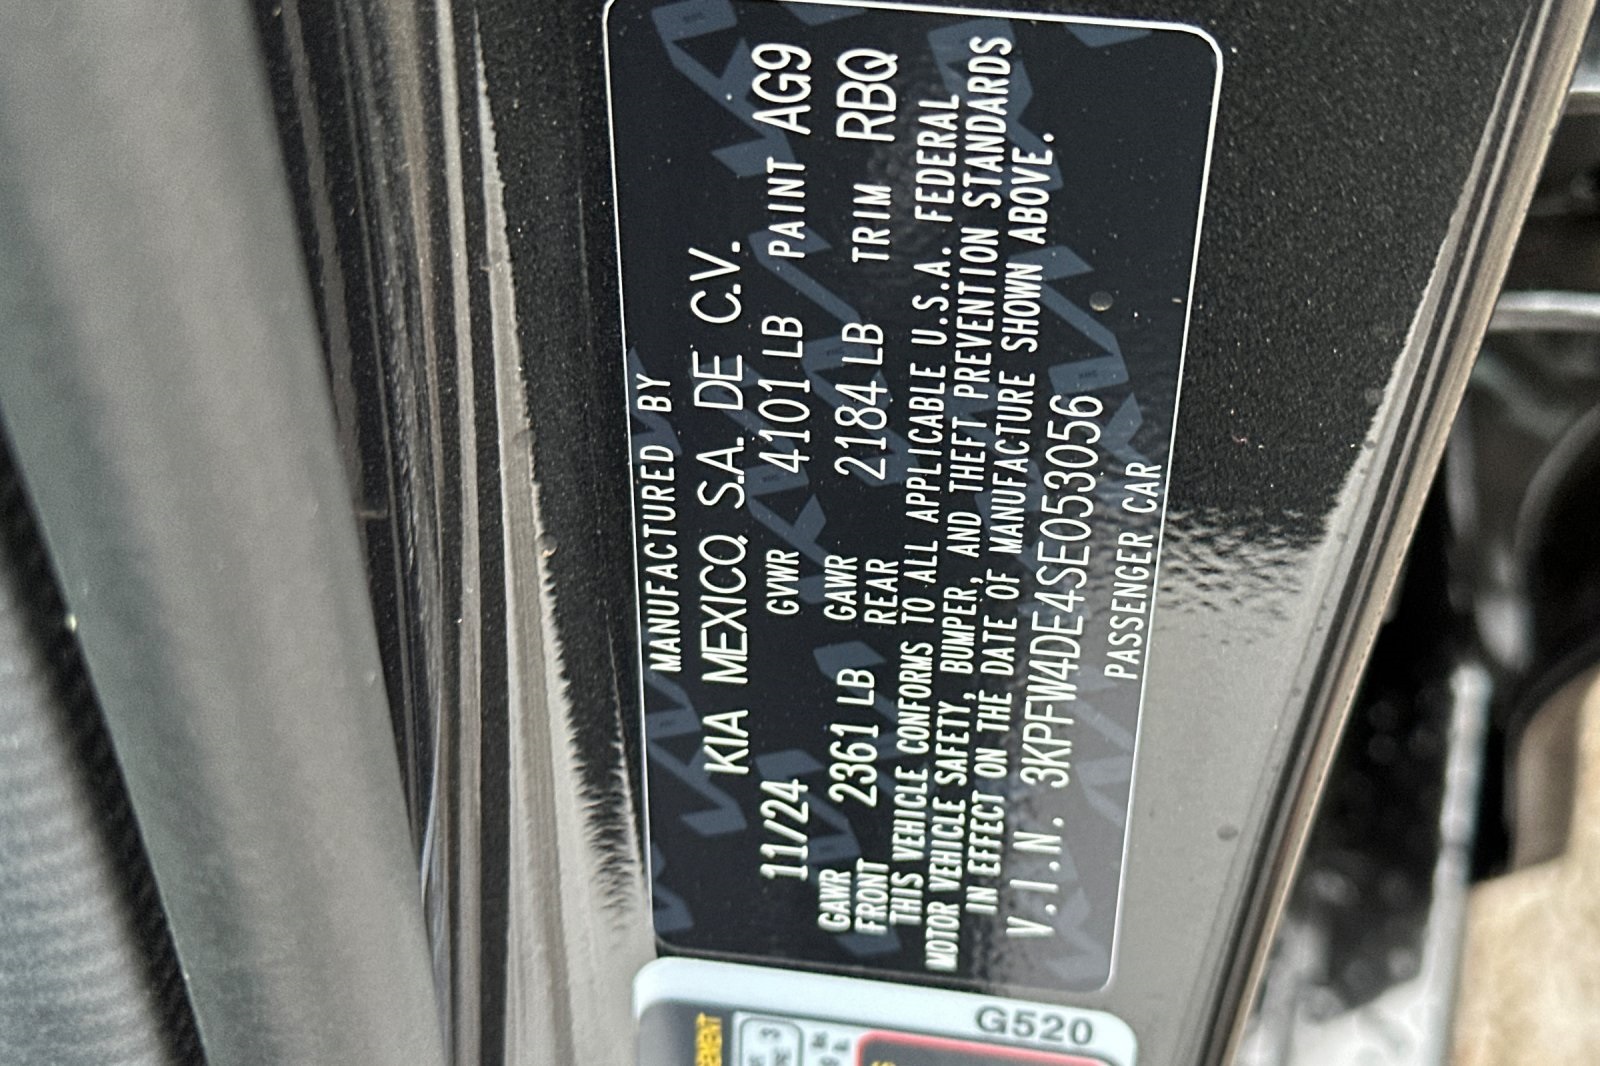 MANUFACTURED BY
KIA MEXICO, S.A. DE C.V.
11/24 GVWR 4101 LB PAINT AG9
GAWR FRONT 2361 LB GAWR REAR 2184 LB TRIM RBQ
THIS VEHICLE CONFORMS TO ALL APPLICABLE U.S.A. FEDERAL
MOTOR VEHICLE SAFETY, BUMPER, AND THEFT PREVENTION STANDARDS
IN EFFECT ON THE DATE OF MANUFACTURE SHOWN ABOVE.
V.I.N. 3KPFW4DE4SE053056
PASSENGER CAR
G520